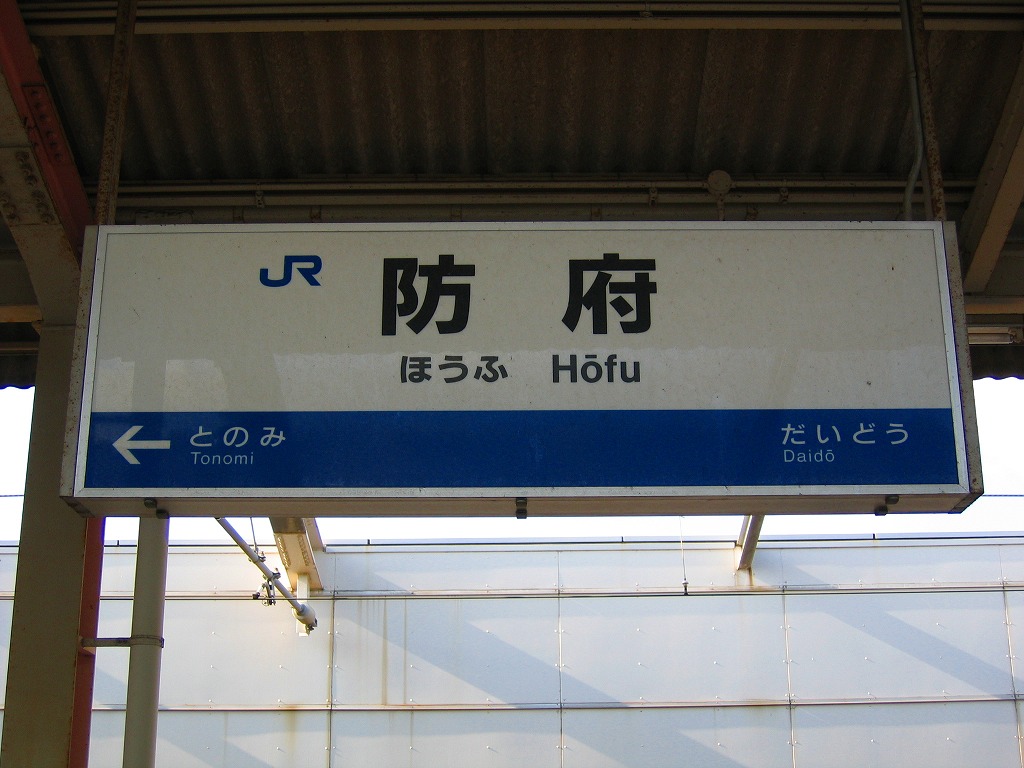 JR 防府
ほうふ Hōfu
← とのみ だいどう
Tonomi Daidō